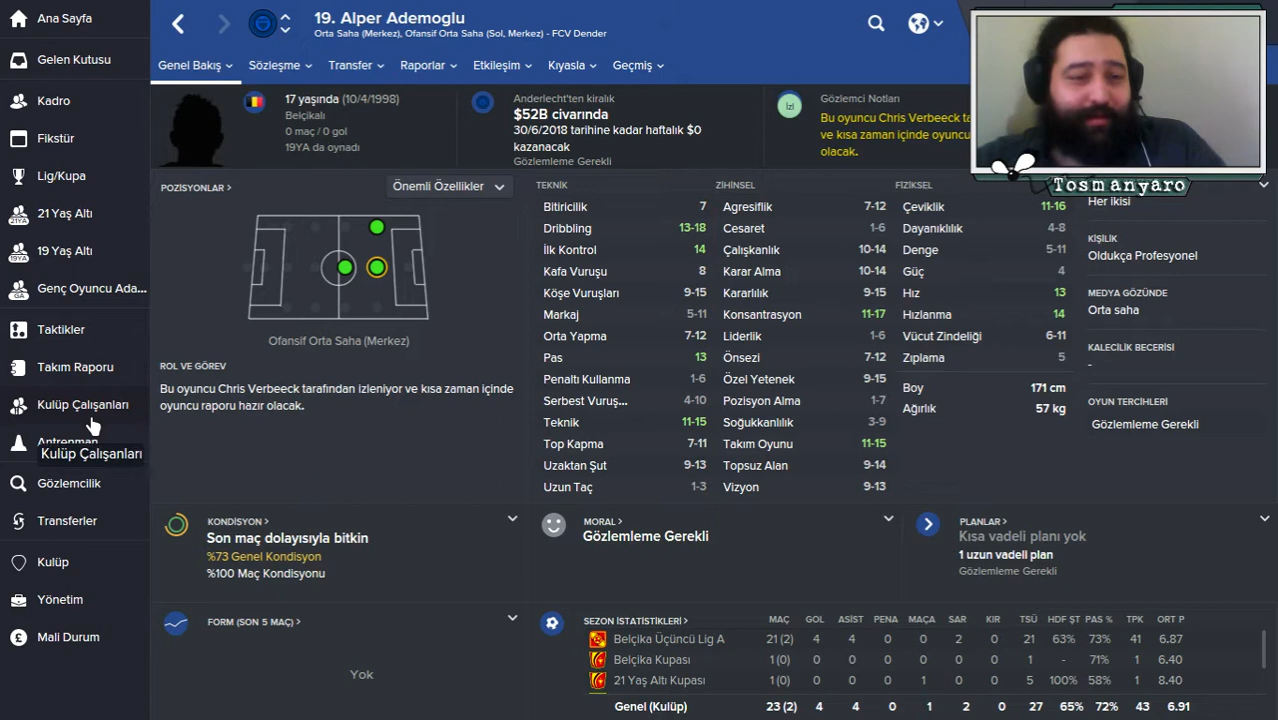 Ana Sayfa
Gelen Kutusu
Kadro
Fikstür
Lig/Kupa
21YA
21 Yaş Altı
19YA
19 Yaş Altı
GA
Genç Oyuncu Ada...
Taktikler
Takım Raporu
Kulüp Çalışanları
Antrenman
Kulüp Çalışanları
Gözlemcilik
Transferler
Kulüp
Yönetim
Mali Durum
19. Alper Ademoglu
Orta Saha (Merkez), Ofansif Orta Saha (Sol, Merkez) - FCV Dender
Genel Bakış Sözleşme Transfer Raporlar Etkileşim Kıyasla Geçmiş
17 yaşında (10/4/1998)
Belçikalı
0 maç / 0 gol
19YA da oynadı
Anderlecht'ten kiralık
$52B civarında
30/6/2018 tarihine kadar haftalık $0
kazanacak
Gözlemleme Gerekli
İzl
Gözlemci Notları
Bu oyuncu Chris Verbeeck ta
ve kısa zaman içinde oyuncu
olacak.
Tosmanyaro
POZİSYONLAR >
Önemli Özellikler
Ofansif Orta Saha (Merkez)
ROL VE GÖREV
Bu oyuncu Chris Verbeeck tarafından izleniyor ve kısa zaman içinde
oyuncu raporu hazır olacak.
TEKNİK
Bitiricilik 7
Dribbling 13-18
İlk Kontrol 14
Kafa Vuruşu 8
Köşe Vuruşları 9-15
Markaj 5-11
Orta Yapma 7-12
Pas 13
Penaltı Kullanma 1-6
Serbest Vuruş... 4-10
Teknik 11-15
Top Kapma 7-11
Uzaktan Şut 9-13
Uzun Taç 1-3
ZİHİNSEL
Agresiflik 7-12
Cesaret 1-6
Çalışkanlık 10-14
Karar Alma 10-14
Kararlılık 9-15
Konsantrasyon 11-17
Liderlik 1-6
Önsezi 7-12
Özel Yetenek 9-15
Pozisyon Alma 1-7
Soğukkanlılık 3-9
Takım Oyunu 11-15
Topsuz Alan 9-14
Vizyon 9-13
FİZİKSEL
Çeviklik 11-16
Dayanıklılık 4-8
Denge 5-11
Güç 4
Hız 13
Hızlanma 14
Vücut Zindeliği 6-11
Zıplama 5
Boy 171 cm
Ağırlık 57 kg
Her ikisi
KİŞİLİK
Oldukça Profesyonel
MEDYA GÖZÜNDE
Orta saha
KALECİLİK BECERİSİ
-
OYUN TERCİHLERİ
Gözlemleme Gerekli
KONDİSYON >
Son maç dolayısıyla bitkin
%73 Genel Kondisyon
%100 Maç Kondisyonu
MORAL >
Gözlemleme Gerekli
PLANLAR >
Kısa vadeli planı yok
1 uzun vadeli plan
Gözlemleme Gerekli
FORM (SON 5 MAÇ) >
Yok
SEZON İSTATİSTİKLERİ > MAÇ GOL ASİST PENA MAÇA SAR KIR TSÜ HDF ŞT PAS % TPK ORT P
Belçika Üçüncü Lig A 21 (2) 4 4 0 0 2 0 21 63% 73% 41 6.87
Belçika Kupası 1 (0) 0 0 0 0 0 0 1 - 71% 1 6.40
21 Yaş Altı Kupası 1 (0) 0 0 0 1 0 0 5 100% 58% 1 8.40
Genel (Kulüp) 23 (2) 4 4 0 1 2 0 27 65% 72% 43 6.91